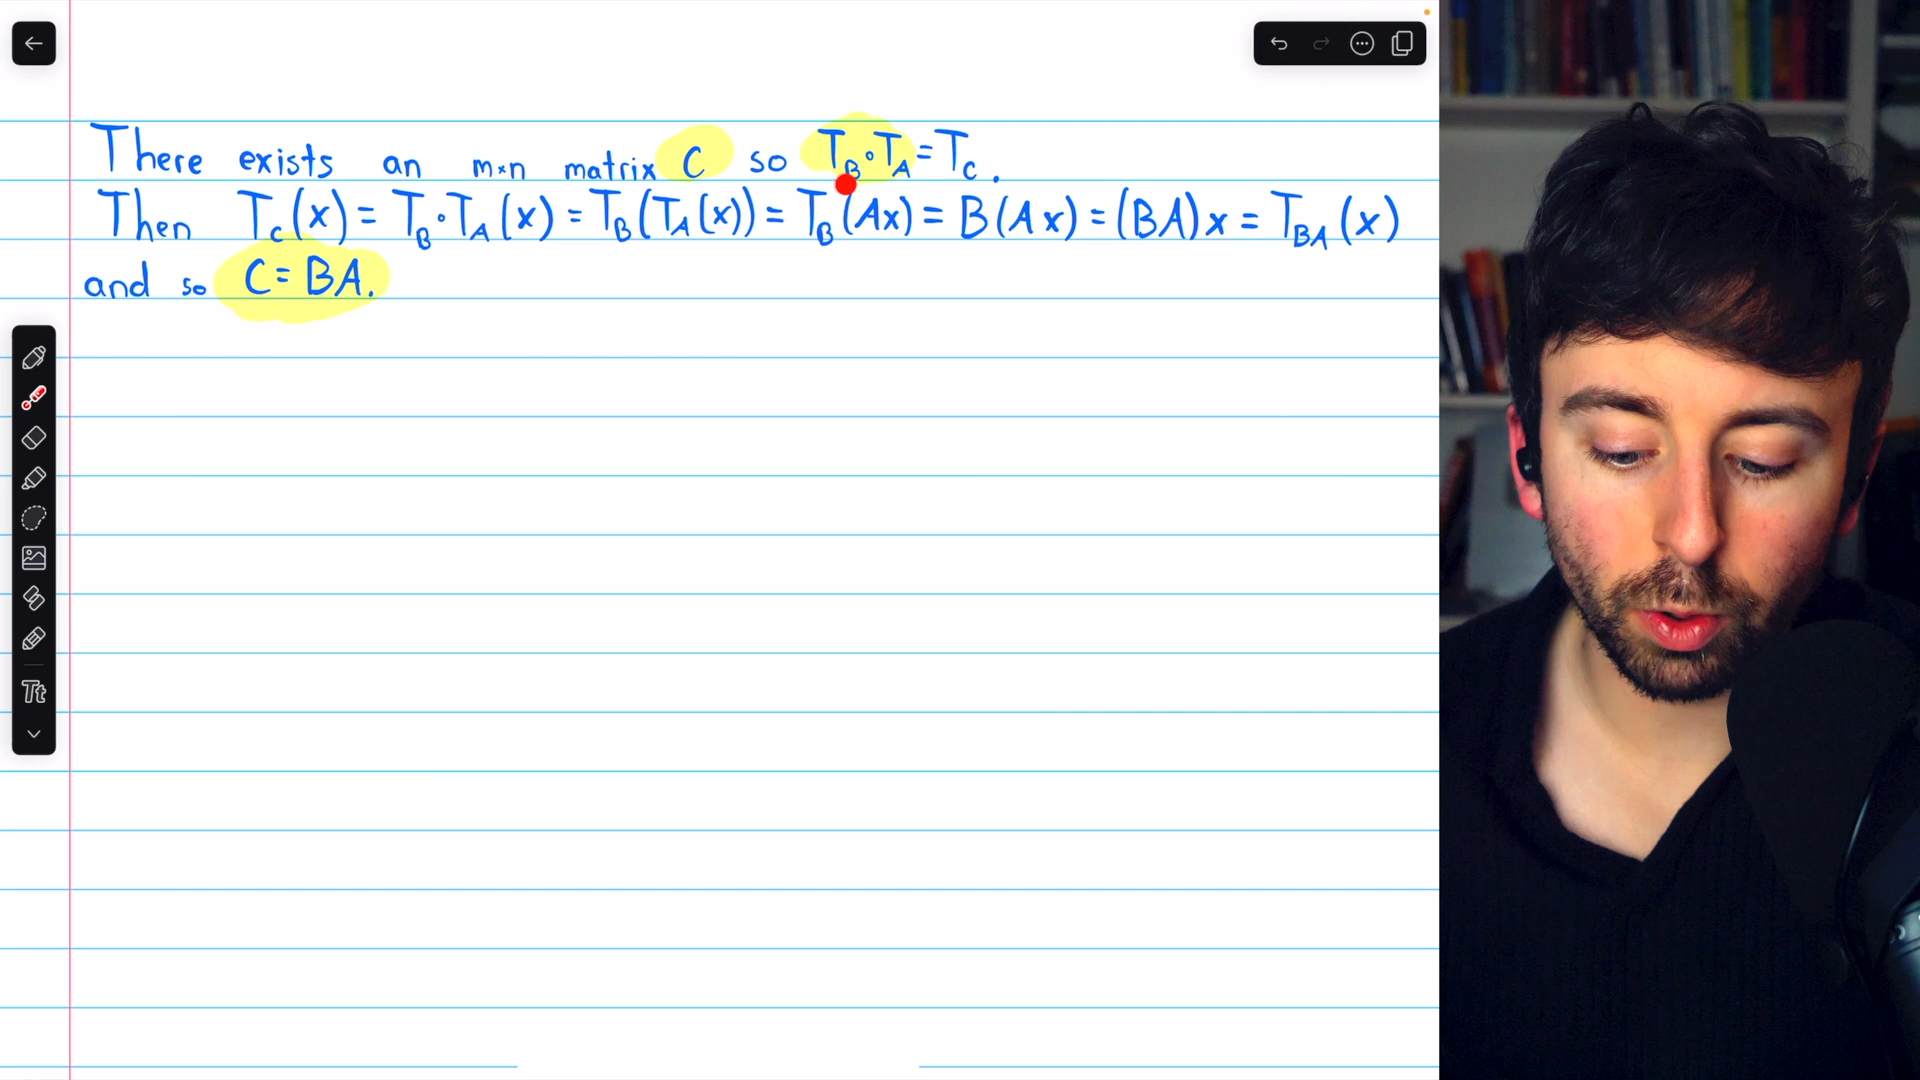 There exists an m×n matrix C so T_B∘T_A = T_C.
Then T_C(x) = T_B∘T_A(x) = T_B(T_A(x)) = T_B(Ax) = B(Ax) = (BA)x = T_BA(x)
and so C = BA.
Tt